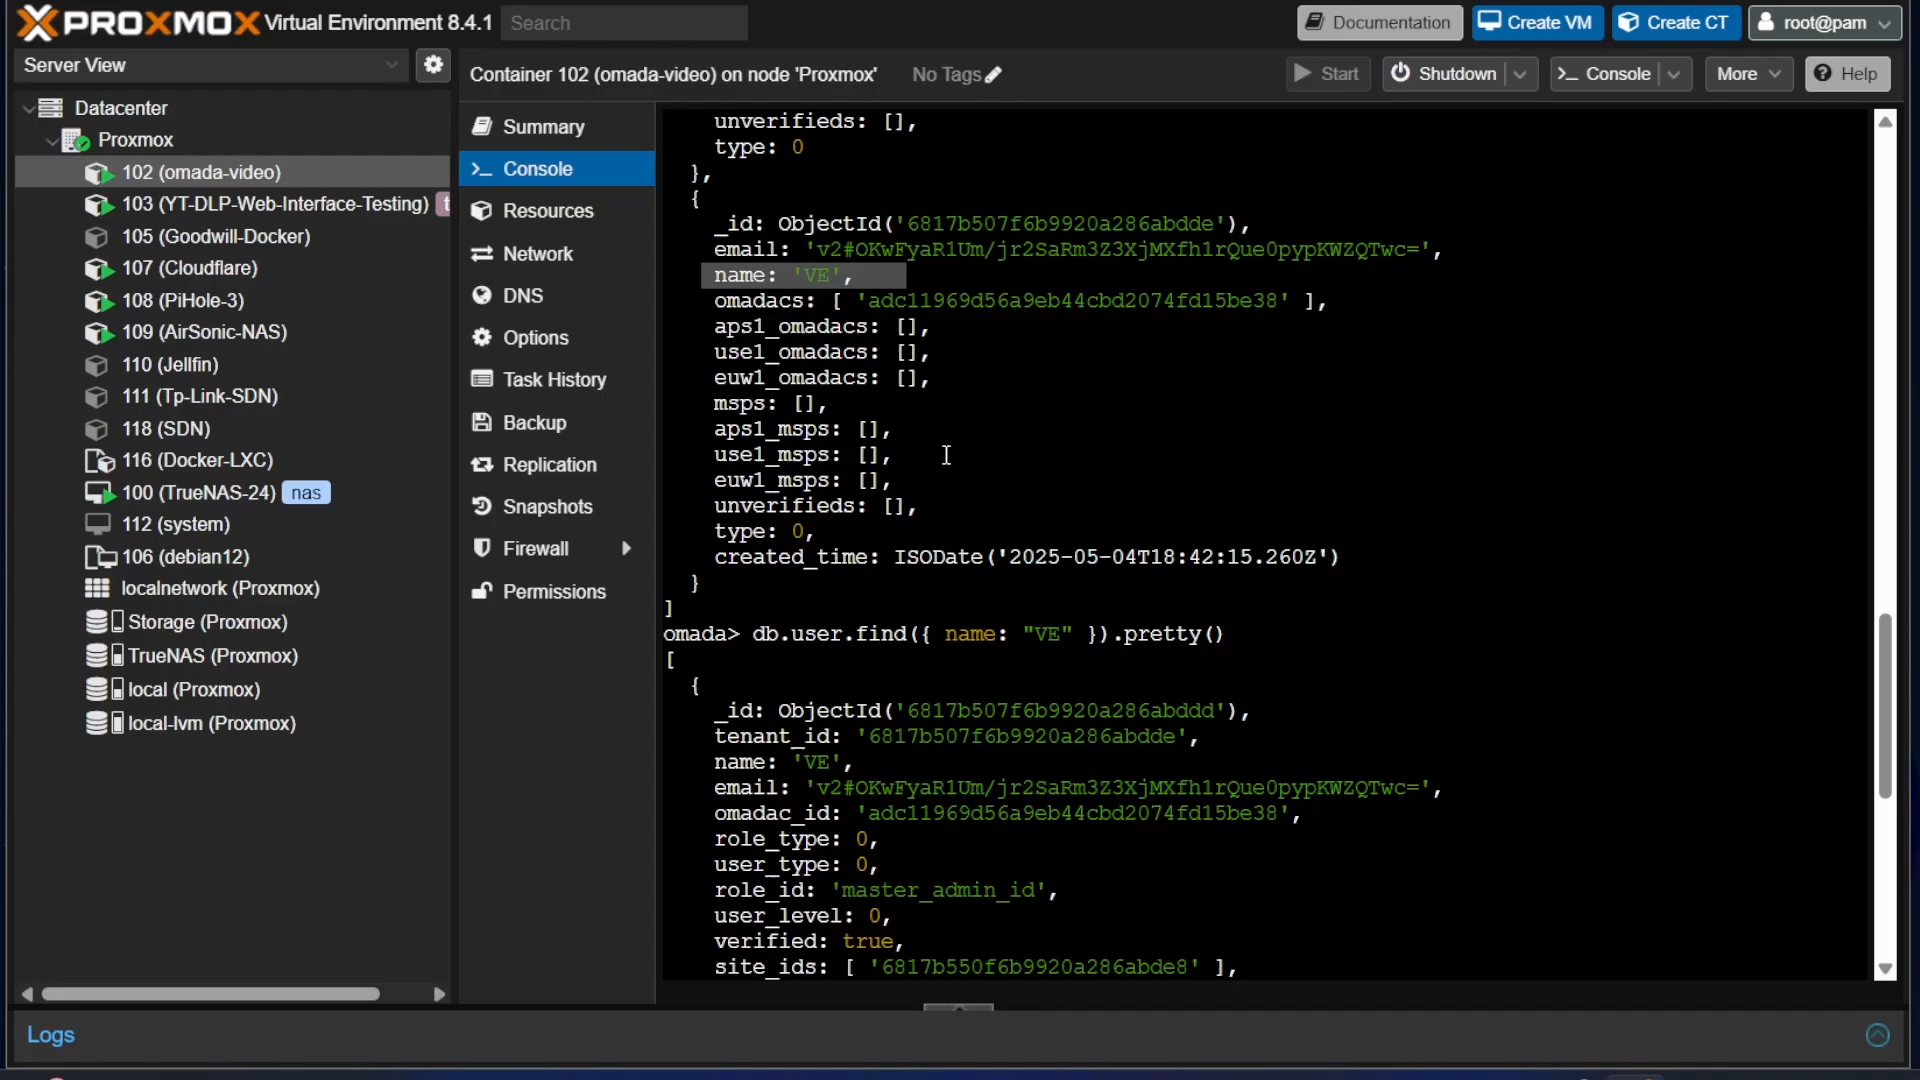 PROXMOX Virtual Environment 8.4.1 Search Documentation Create VM Create CT root@pam
Server View
Container 102 (omada-video) on node 'Proxmox' No Tags Start Shutdown Console More Help
Datacenter
Proxmox
102 (omada-video)
103 (YT-DLP-Web-Interface-Testing)
105 (Goodwill-Docker)
107 (Cloudflare)
108 (PiHole-3)
109 (AirSonic-NAS)
110 (Jellfin)
111 (Tp-Link-SDN)
118 (SDN)
116 (Docker-LXC)
100 (TrueNAS-24) nas
112 (system)
106 (debian12)
localnetwork (Proxmox)
Storage (Proxmox)
TrueNAS (Proxmox)
local (Proxmox)
local-lvm (Proxmox)
Summary
Console
Resources
Network
DNS
Options
Task History
Backup
Replication
Snapshots
Firewall
Permissions
unverifieds: [],
type: 0
},
{
_id: ObjectId('6817b507f6b9920a286abdde'),
email: 'v2#OKwFyaR1Um/jr2SaRm3Z3XjMXfh1rQue0pypKWZQTwc=',
name: 'VE',
omadacs: [ 'adc11969d56a9eb44cbd2074fd15be38' ],
aps1_omadacs: [],
use1_omadacs: [],
euw1_omadacs: [],
msps: [],
aps1_msps: [],
use1_msps: [],
euw1_msps: [],
unverifieds: [],
type: 0,
created_time: ISODate('2025-05-04T18:42:15.260Z')
}
]
omada> db.user.find({ name: "VE" }).pretty()
[
{
_id: ObjectId('6817b507f6b9920a286abddd'),
tenant_id: '6817b507f6b9920a286abdde',
name: 'VE',
email: 'v2#OKwFyaR1Um/jr2SaRm3Z3XjMXfh1rQue0pypKWZQTwc=',
omadac_id: 'adc11969d56a9eb44cbd2074fd15be38',
role_type: 0,
user_type: 0,
role_id: 'master_admin_id',
user_level: 0,
verified: true,
site_ids: [ '6817b550f6b9920a286abde8' ],
Logs